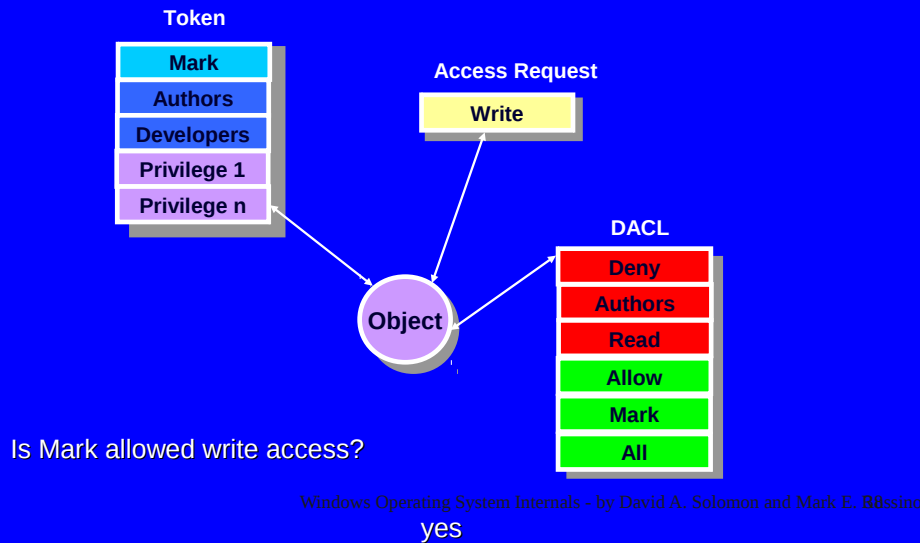 Token
Mark
Authors
Developers
Privilege 1
Privilege n
Access Request
Write
Object
DACL
Deny
Authors
Read
Allow
Mark
All
Is Mark allowed write access?
Windows Operating System Internals - by David A. Solomon and Mark E.
yes